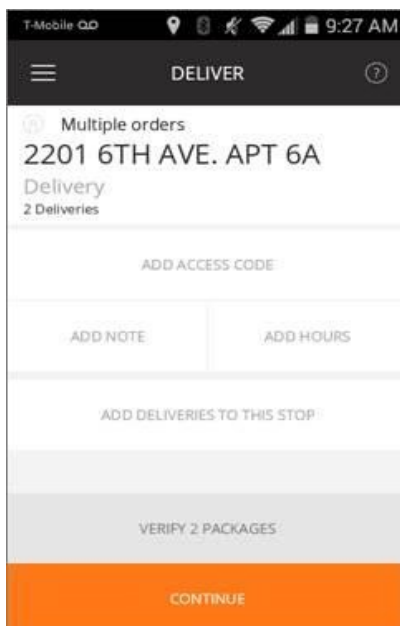 T-Mobile 9:27 AM
DELIVER ?
Multiple orders
2201 6TH AVE. APT 6A
Delivery
2 Deliveries
ADD ACCESS CODE
ADD NOTE ADD HOURS
ADD DELIVERIES TO THIS STOP
VERIFY 2 PACKAGES
CONTINUE